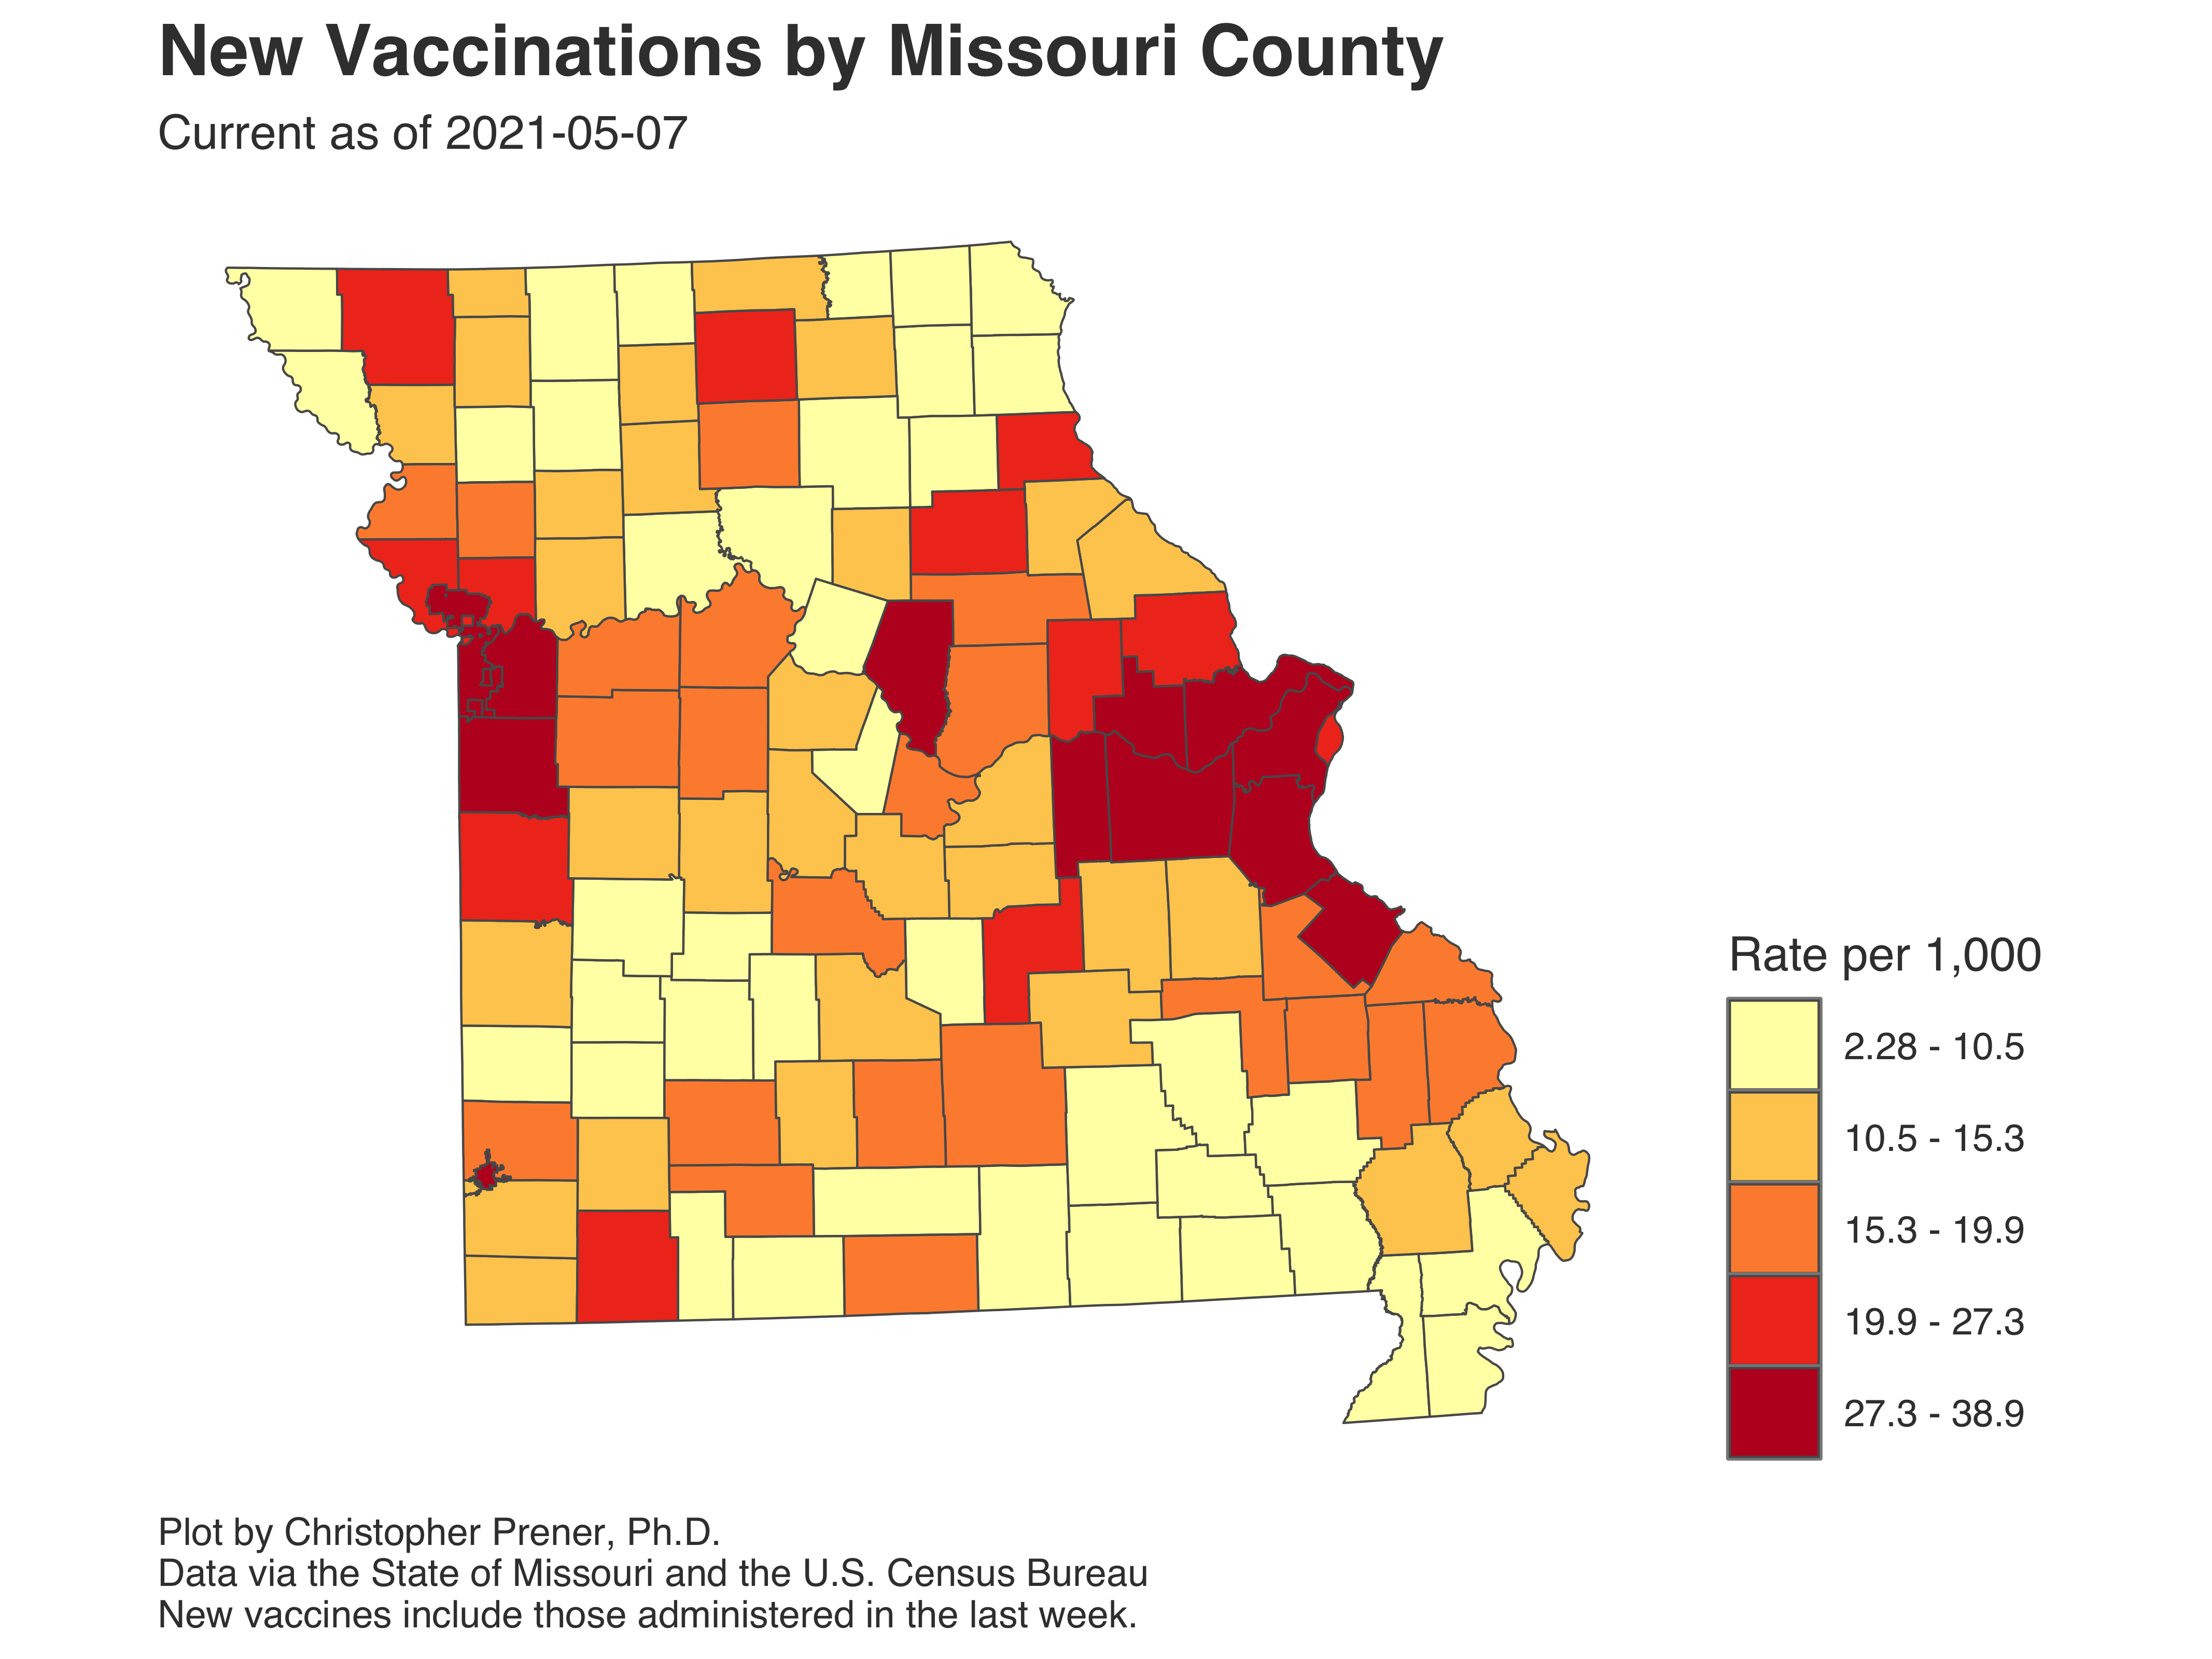 New Vaccinations by Missouri County
Current as of 2021-05-07
Rate per 1,000
2.28 - 10.5
10.5 - 15.3
15.3 - 19.9
19.9 - 27.3
27.3 - 38.9
Plot by Christopher Prener, Ph.D.
Data via the State of Missouri and the U.S. Census Bureau
New vaccines include those administered in the last week.